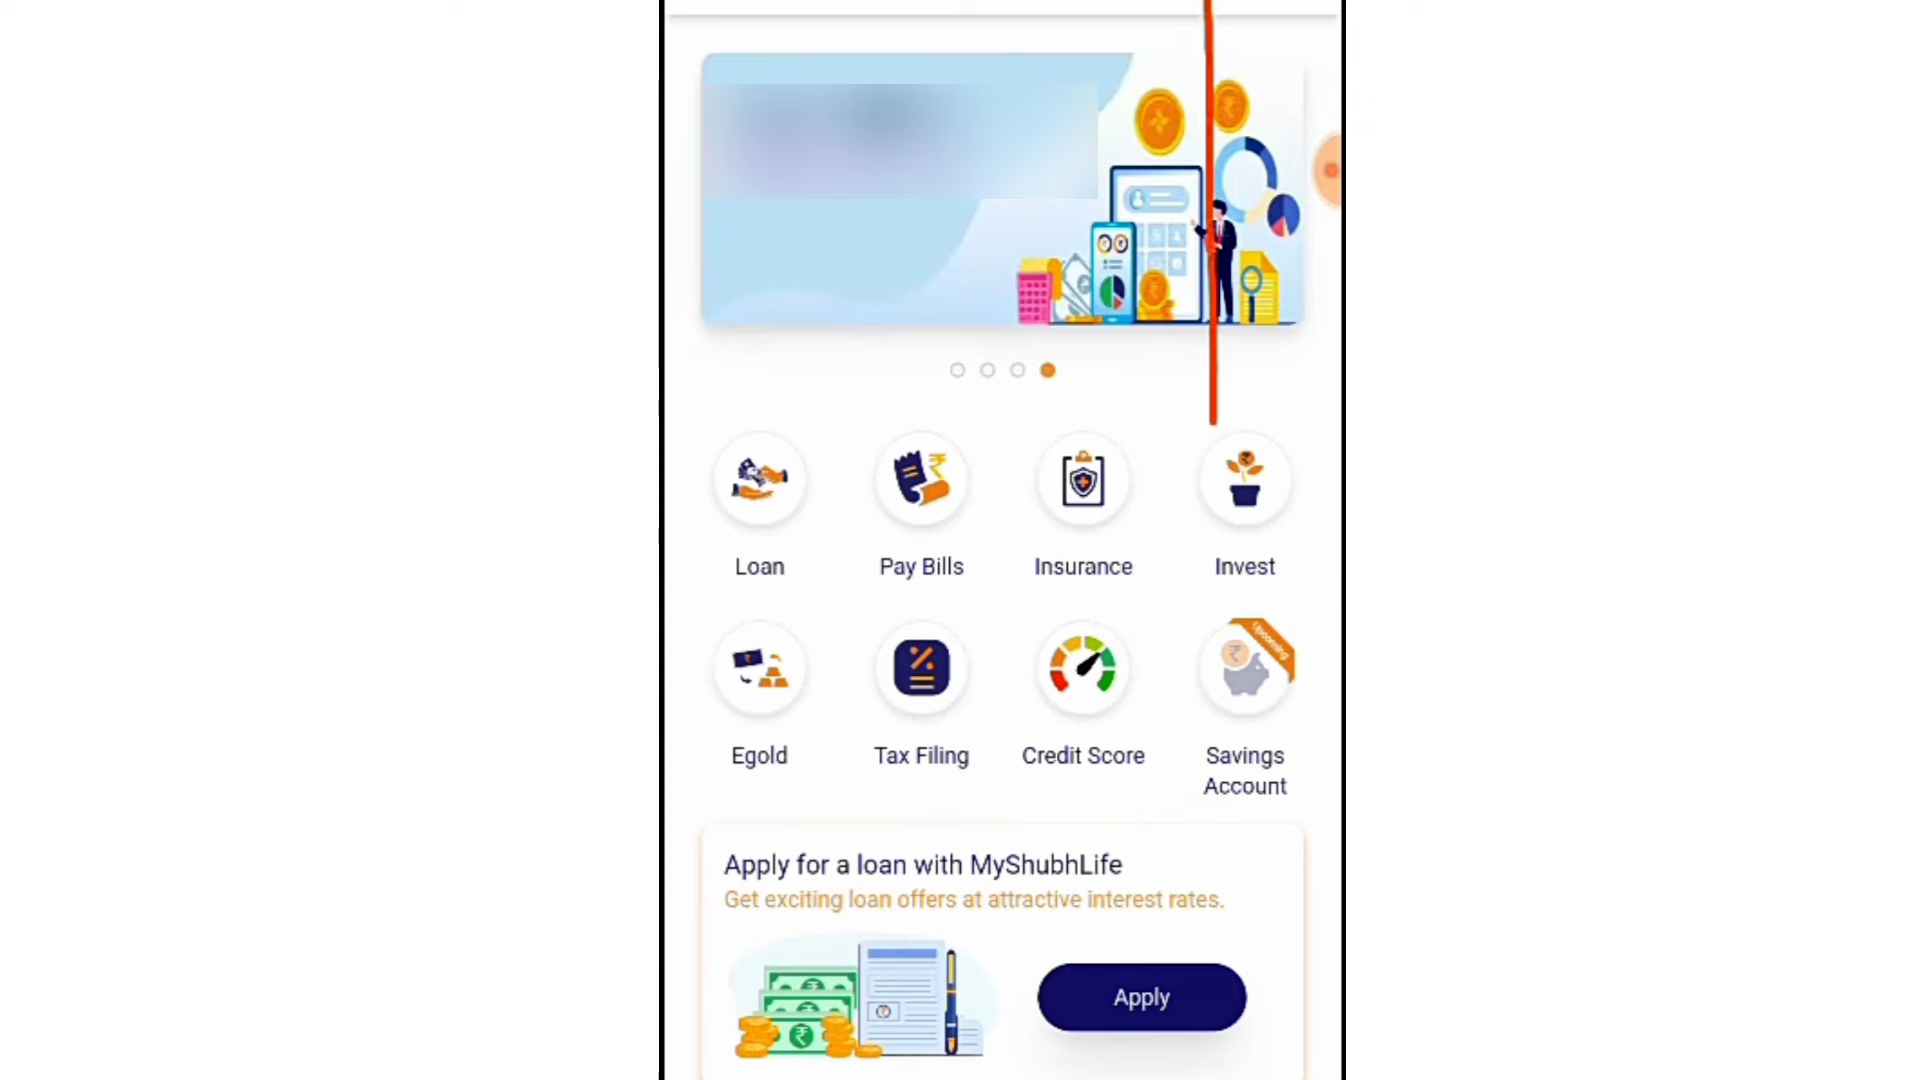 Loan
Pay Bills
Insurance
Invest
Upcoming
Egold
Tax Filing
Credit Score
Savings
Account
Apply for a loan with MyShubhLife
Get exciting loan offers at attractive interest rates.
Apply